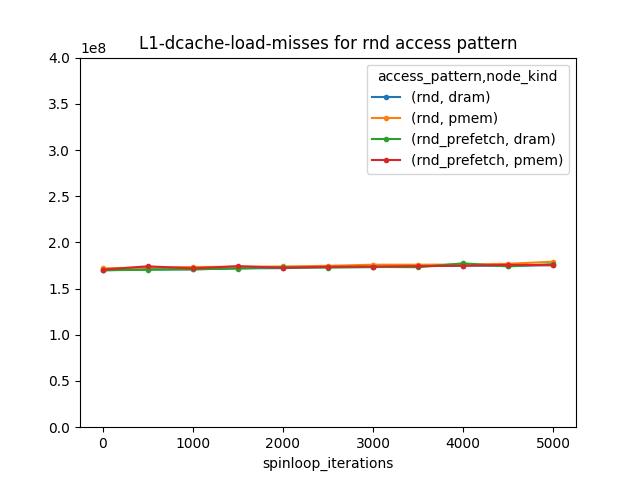 L1-dcache-load-misses for rnd access pattern
1e8
access_pattern,node_kind
(rnd, dram)
(rnd, pmem)
(rnd_prefetch, dram)
(rnd_prefetch, pmem)
4.0
3.5
3.0
2.5
2.0
1.5
1.0
0.5
0.0
0 1000 2000 3000 4000 5000
spinloop_iterations